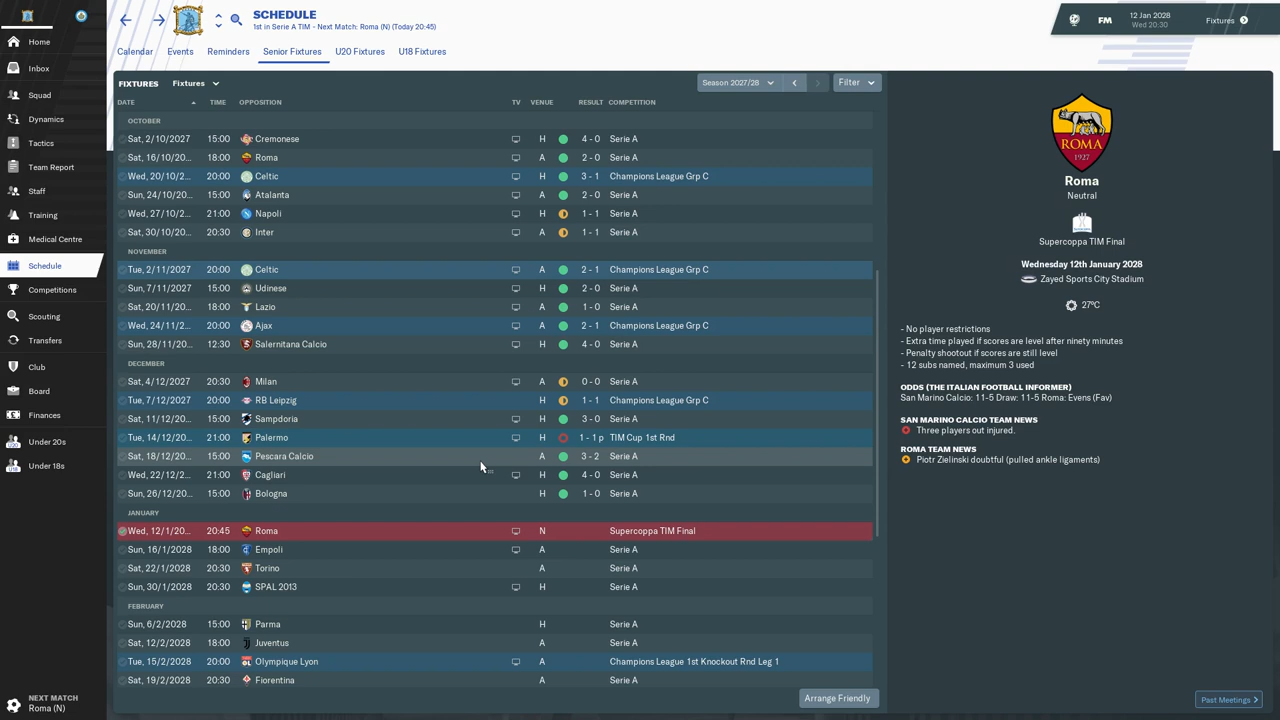 SCHEDULE
1st in Serie A TIM - Next Match: Roma (N) (Today 20:45)
FM
12 Jan 2028
Wed 20:30
Fixtures
Calendar Events Reminders Senior Fixtures U20 Fixtures U18 Fixtures
Home
Inbox
Squad
Dynamics
Tactics
Team Report
Staff
Training
Medical Centre
Schedule
Competitions
Scouting
Transfers
Club
Board
Finances
Under 20s
Under 18s
NEXT MATCH
Roma (N)
FIXTURES Fixtures Season 2027/28 Filter
DATE TIME OPPOSITION TV VENUE RESULT COMPETITION
OCTOBER
Sat, 2/10/2027 15:00 Cremonese H 4 - 0 Serie A
Sat, 16/10/20... 18:00 Roma A 2 - 0 Serie A
Wed, 20/10/2... 20:00 Celtic H 3 - 1 Champions League Grp C
Sun, 24/10/20... 15:00 Atalanta A 2 - 0 Serie A
Wed, 27/10/2... 21:00 Napoli H 1 - 1 Serie A
Sat, 30/10/20... 20:30 Inter A 1 - 1 Serie A
NOVEMBER
Tue, 2/11/2027 20:00 Celtic A 2 - 1 Champions League Grp C
Sun, 7/11/2027 15:00 Udinese H 2 - 0 Serie A
Sat, 20/11/20... 18:00 Lazio A 1 - 0 Serie A
Wed, 24/11/2... 20:00 Ajax A 2 - 1 Champions League Grp C
Sun, 28/11/20... 12:30 Salernitana Calcio H 4 - 0 Serie A
DECEMBER
Sat, 4/12/2027 20:30 Milan A 0 - 0 Serie A
Tue, 7/12/2027 20:00 RB Leipzig H 1 - 1 Champions League Grp C
Sat, 11/12/20... 15:00 Sampdoria H 3 - 0 Serie A
Tue, 14/12/20... 21:00 Palermo H 1 - 1 p TIM Cup 1st Rnd
Sat, 18/12/20... 15:00 Pescara Calcio A 3 - 2 Serie A
Wed, 22/12/20... 21:00 Cagliari H 4 - 0 Serie A
Sun, 26/12/20... 15:00 Bologna H 1 - 0 Serie A
JANUARY
Wed, 12/1/20... 20:45 Roma N Supercoppa TIM Final
Sun, 16/1/2028 18:00 Empoli A Serie A
Sat, 22/1/2028 20:30 Torino A Serie A
Sun, 30/1/2028 20:30 SPAL 2013 H Serie A
FEBRUARY
Sun, 6/2/2028 15:00 Parma H Serie A
Sat, 12/2/2028 18:00 Juventus A Serie A
Tue, 15/2/2028 20:00 Olympique Lyon A Champions League 1st Knockout Rnd Leg 1
Sat, 19/2/2028 20:30 Fiorentina A Serie A
Arrange Friendly
ROMA
1927
Roma
Neutral
Supercoppa TIM Final
Wednesday 12th January 2028
Zayed Sports City Stadium
27°C
- No player restrictions
- Extra time played if scores are level after ninety minutes
- Penalty shootout if scores are still level
- 12 subs named, maximum 3 used
ODDS (THE ITALIAN FOOTBALL INFORMER)
San Marino Calcio: 11-5 Draw: 11-5 Roma: Evens (Fav)
SAN MARINO CALCIO TEAM NEWS
Three players out injured.
ROMA TEAM NEWS
Piotr Zielinski doubtful (pulled ankle ligaments)
Past Meetings